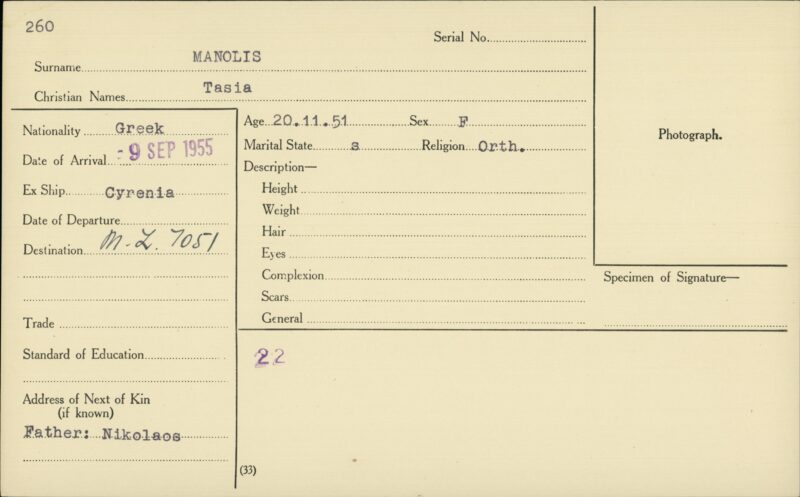 260
Serial No.
Surname MANOLIS
Christian Names Tasia
Nationality Greek
Date of Arrival - 9 SEP 1955
Ex Ship Cyrenia
Date of Departure
Destination M.L. 7051
Trade
Standard of Education
Address of Next of Kin
(if known)
Father: Nikolaos
Age 20.11.51 Sex F
Marital State s Religion Orth.
Description—
Height
Weight
Hair
Eyes
Complexion
Scars
General
22
(33)
Photograph.
Specimen of Signature—